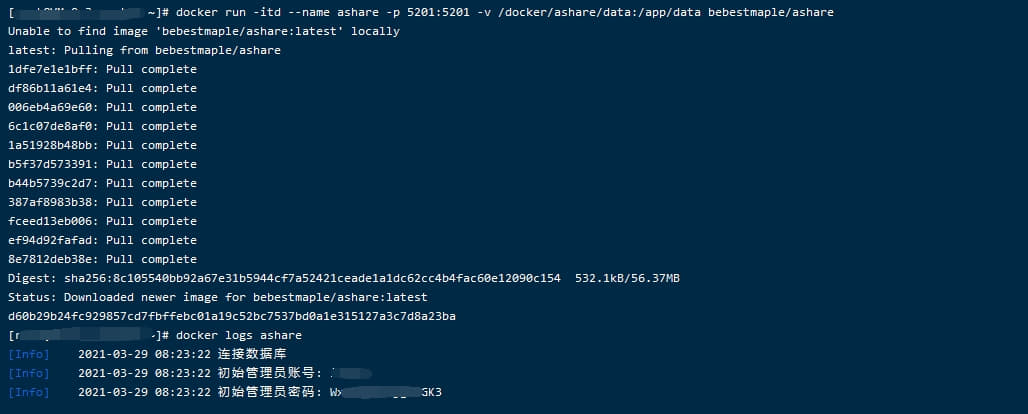 ~]# docker run -itd --name ashare -p 5201:5201 -v /docker/ashare/data:/app/data bebestmaple/ashare
Unable to find image 'bebestmaple/ashare:latest' locally
latest: Pulling from bebestmaple/ashare
1dfe7e1e1bff: Pull complete
df86b11a61e4: Pull complete
006eb4a69e60: Pull complete
6c1c07de8af0: Pull complete
1a51928b48bb: Pull complete
b5f37d573391: Pull complete
b44b5739c2d7: Pull complete
387af8983b38: Pull complete
fceed13eb006: Pull complete
ef94d92fafad: Pull complete
8e7812deb38e: Pull complete
Digest: sha256:8c105540bb92a67e31b5944cf7a52421ceade1a1dc62cc4b4fac60e12090c154 532.1kB/56.37MB
Status: Downloaded newer image for bebestmaple/ashare:latest
d60b29b24fc929857cd7fbffebc01a19c52bc7537bd0a1e315127a3c7d8a23ba
~]# docker logs ashare
[Info] 2021-03-29 08:23:22 连接数据库
[Info] 2021-03-29 08:23:22 初始管理员账号:
[Info] 2021-03-29 08:23:22 初始管理员密码: